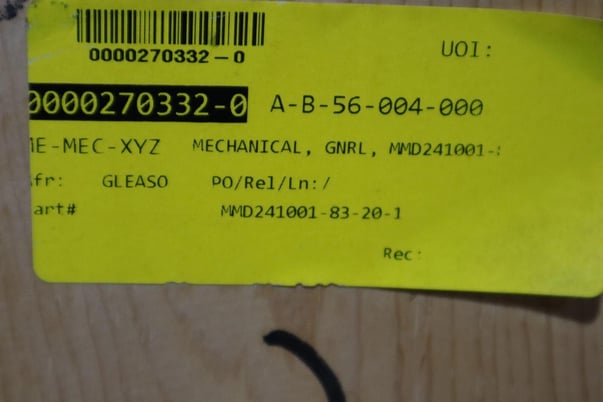 0000270332-0
UOI:
0000270332-0 A-B-56-004-000
ME-MEC-XYZ MECHANICAL, GNRL, MMD241001-
fr: GLEASO PO/Rel/Ln:/
art# MMD241001-83-20-1
Rec: